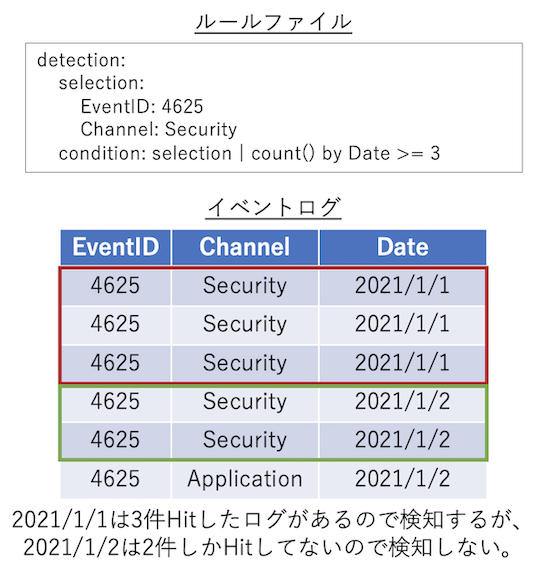 ルールファイル
detection:
selection:
EventID: 4625
Channel: Security
condition: selection | count() by Date >= 3
イベントログ
EventID Channel Date
4625 Security 2021/1/1
4625 Security 2021/1/1
4625 Security 2021/1/1
4625 Security 2021/1/2
4625 Security 2021/1/2
4625 Application 2021/1/2
2021/1/1は3件Hitしたログがあるので検知するが、
2021/1/2は2件しかHitしてないので検知しない。